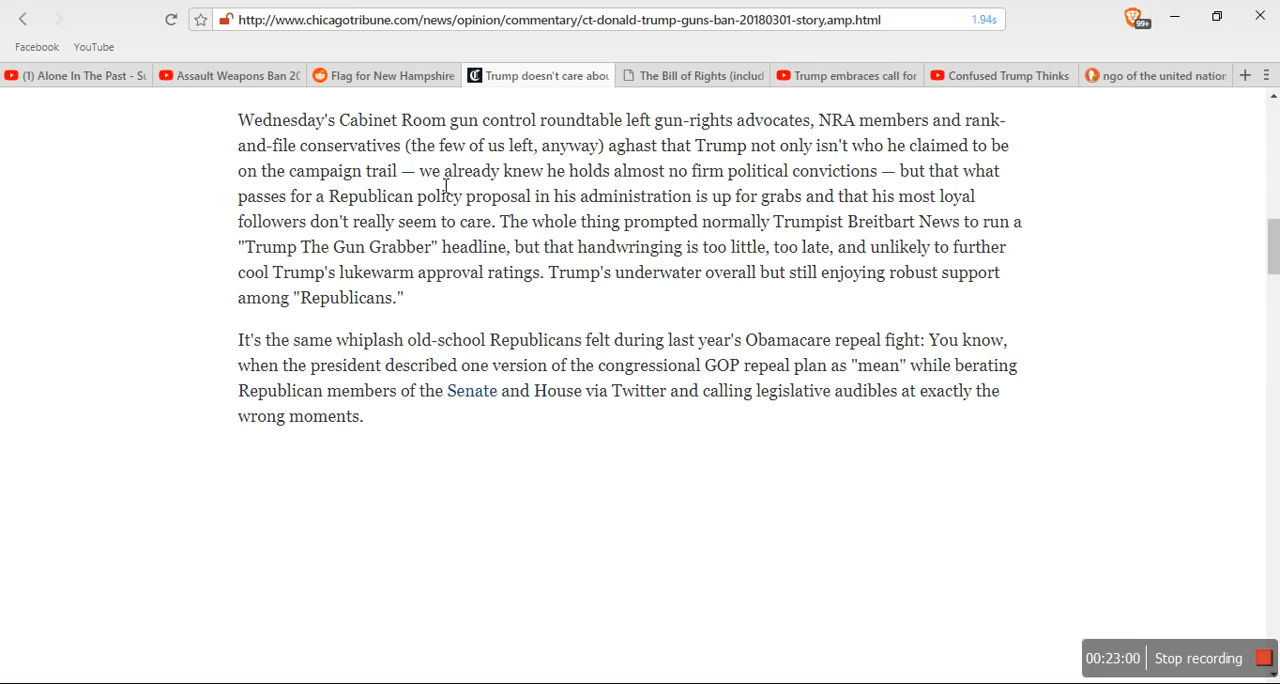 http://www.chicagotribune.com/news/opinion/commentary/ct-donald-trump-guns-ban-20180301-story,amp.html
1.94s
99+
Facebook YouTube
(1) Alone In The Past - Su
Assault Weapons Ban 20
Flag for New Hampshire
Trump doesn't care abou
The Bill of Rights (includ
Trump embraces call for
Confused Trump Thinks
ngo of the united nation
Wednesday's Cabinet Room gun control roundtable left gun-rights advocates, NRA members and rank-
and-file conservatives (the few of us left, anyway) aghast that Trump not only isn't who he claimed to be
on the campaign trail — we already knew he holds almost no firm political convictions — but that what
passes for a Republican policy proposal in his administration is up for grabs and that his most loyal
followers don't really seem to care. The whole thing prompted normally Trumpist Breitbart News to run a
"Trump The Gun Grabber" headline, but that handwringing is too little, too late, and unlikely to further
cool Trump's lukewarm approval ratings. Trump's underwater overall but still enjoying robust support
among "Republicans."
It's the same whiplash old-school Republicans felt during last year's Obamacare repeal fight: You know,
when the president described one version of the congressional GOP repeal plan as "mean" while berating
Republican members of the Senate and House via Twitter and calling legislative audibles at exactly the
wrong moments.
00:23:00 Stop recording